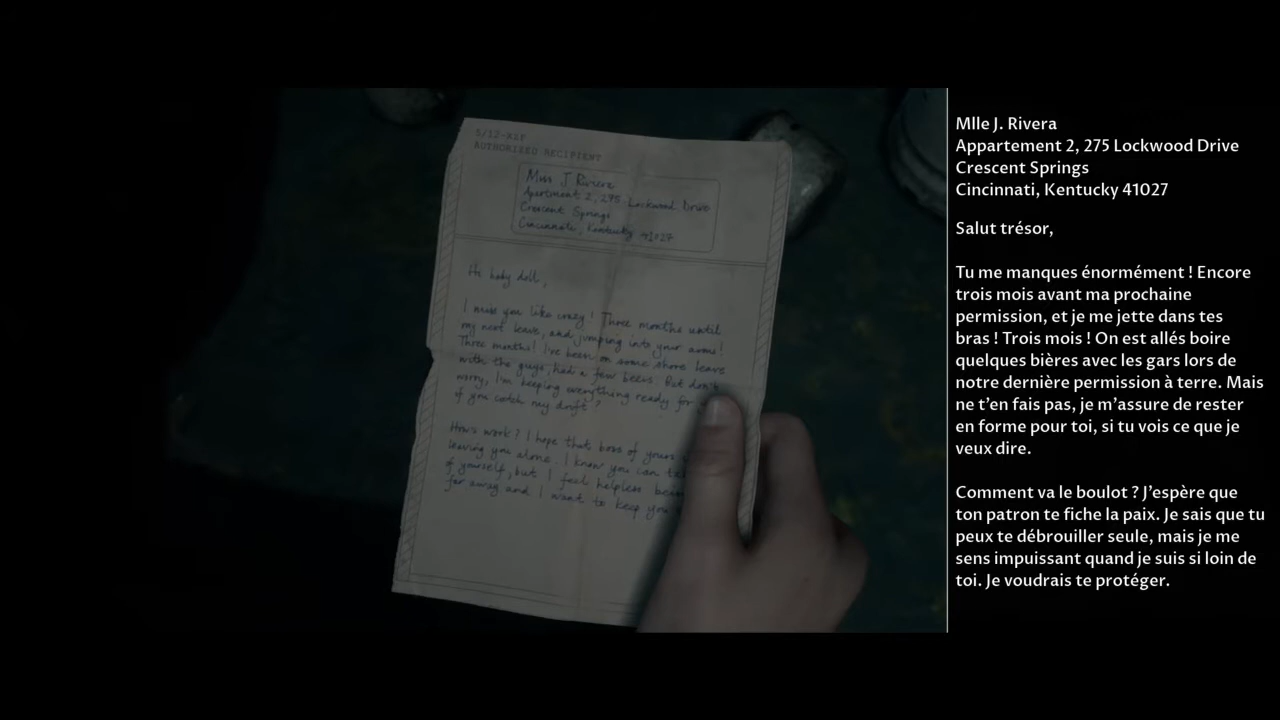 5/12-X1Y
AUTHORIZED RECIPIENT
Miss J Rivera
Apartment 2, 275 Lockwood Drive
Crescent Springs
Cincinnati, Kentucky 41027
Hi baby doll,
I miss you like crazy! Three months until
my next leave, and jumping into your arms!
Three months! I've been on some shore leave
with the guys, had a few beers. But don't
worry, I'm keeping everything ready for
if you catch my drift?
How's work? I hope that boss of yours
leaving you alone. I know you can
of yourself, but I feel helpless
far away and I want to keep you
Mlle J. Rivera
Appartement 2, 275 Lockwood Drive
Crescent Springs
Cincinnati, Kentucky 41027
Salut trésor,
Tu me manques énormément ! Encore
trois mois avant ma prochaine
permission, et je me jette dans tes
bras ! Trois mois ! On est allés boire
quelques bières avec les gars lors de
notre dernière permission à terre. Mais
ne t'en fais pas, je m'assure de rester
en forme pour toi, si tu vois ce que je
veux dire.
Comment va le boulot ? J'espère que
ton patron te fiche la paix. Je sais que tu
peux te débrouiller seule, mais je me
sens impuissant quand je suis si loin de
toi. Je voudrais te protéger.